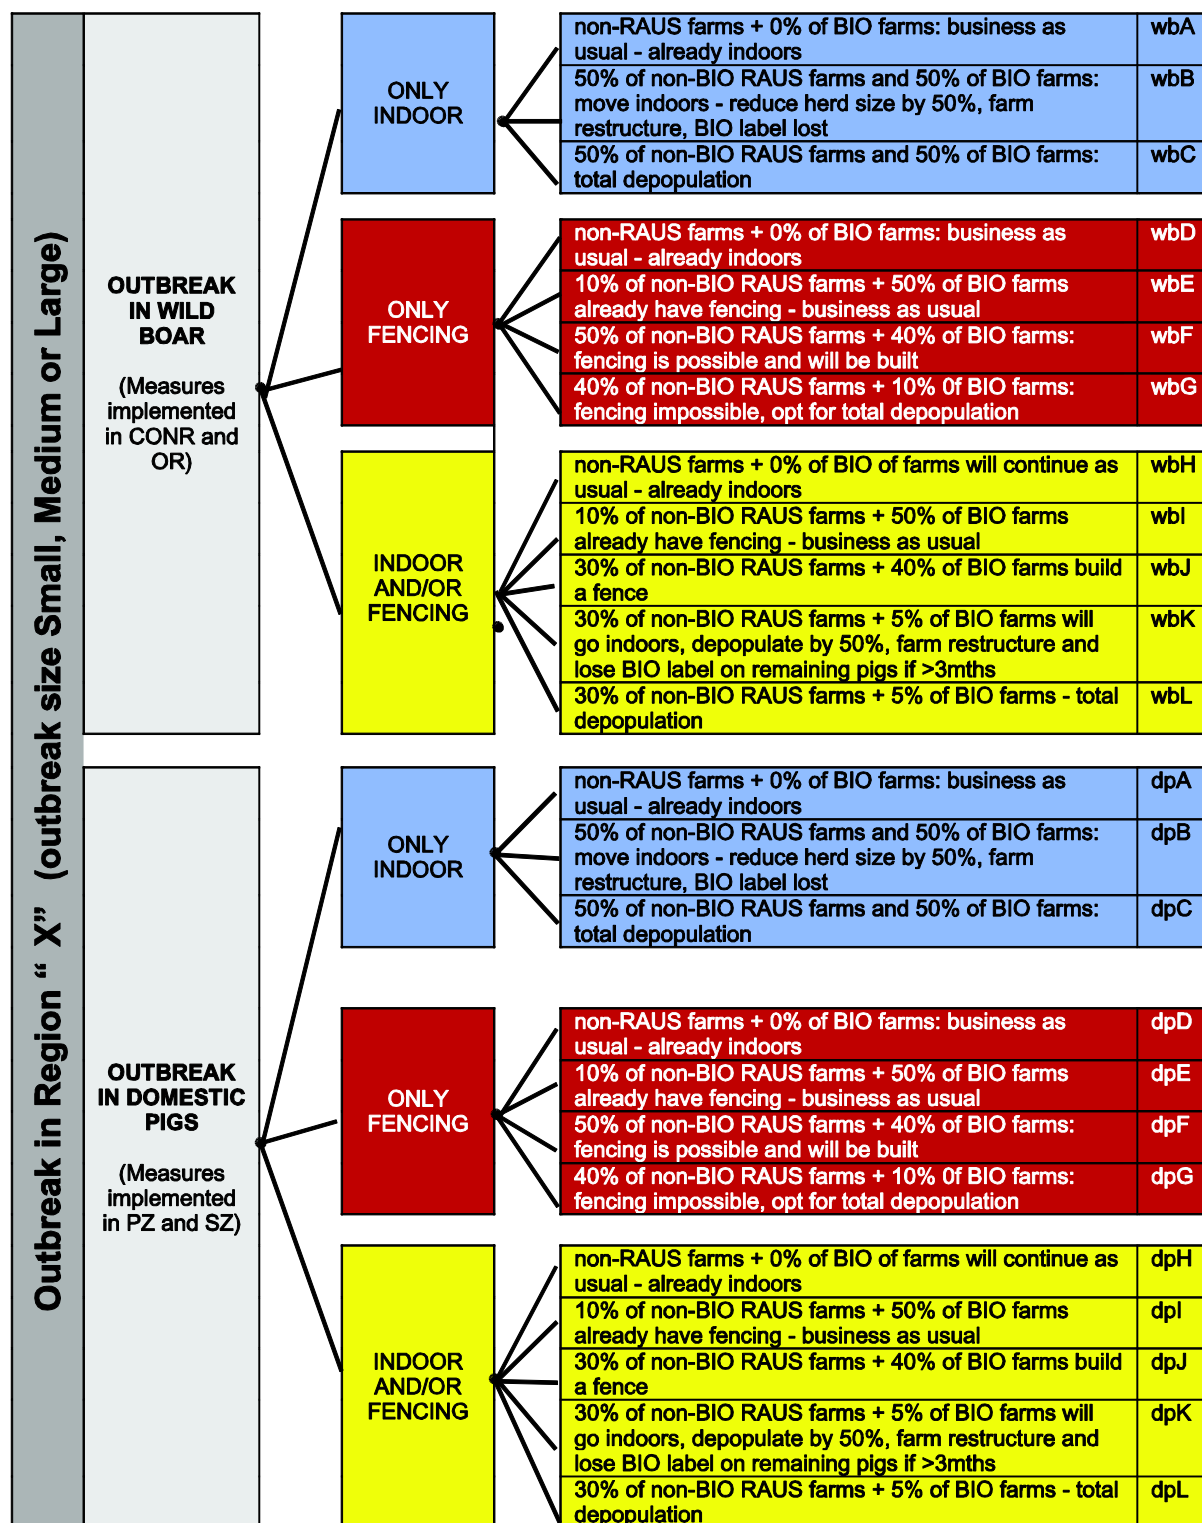 Outbreak in Region “ X” (outbreak size Small, Medium or Large)
OUTBREAK
IN WILD
BOAR
(Measures
implemented
in CONR and
OR)
ONLY
INDOOR
non-RAUS farms + 0% of BIO farms: business as
usual - already indoors
wbA
50% of non-BIO RAUS farms and 50% of BIO farms:
move indoors - reduce herd size by 50%, farm
restructure, BIO label lost
wbB
50% of non-BIO RAUS farms and 50% of BIO farms:
total depopulation
wbC
ONLY
FENCING
non-RAUS farms + 0% of BIO farms: business as
usual - already indoors
wbD
10% of non-BIO RAUS farms + 50% of BIO farms
already have fencing - business as usual
wbE
50% of non-BIO RAUS farms + 40% of BIO farms:
fencing is possible and will be built
wbF
40% of non-BIO RAUS farms + 10% 0f BIO farms:
fencing impossible, opt for total depopulation
wbG
INDOOR
AND/OR
FENCING
non-RAUS farms + 0% of BIO of farms will continue as
usual - already indoors
wbH
10% of non-BIO RAUS farms + 50% of BIO farms
already have fencing - business as usual
wbI
30% of non-BIO RAUS farms + 40% of BIO farms build
a fence
wbJ
30% of non-BIO RAUS farms + 5% of BIO farms will
go indoors, depopulate by 50%, farm restructure and
lose BIO label on remaining pigs if >3mths
wbK
30% of non-BIO RAUS farms + 5% of BIO farms - total
depopulation
wbL
OUTBREAK
IN DOMESTIC
PIGS
(Measures
implemented
in PZ and SZ)
ONLY
INDOOR
non-RAUS farms + 0% of BIO farms: business as
usual - already indoors
dpA
50% of non-BIO RAUS farms and 50% of BIO farms:
move indoors - reduce herd size by 50%, farm
restructure, BIO label lost
dpB
50% of non-BIO RAUS farms and 50% of BIO farms:
total depopulation
dpC
ONLY
FENCING
non-RAUS farms + 0% of BIO farms: business as
usual - already indoors
dpD
10% of non-BIO RAUS farms + 50% of BIO farms
already have fencing - business as usual
dpE
50% of non-BIO RAUS farms + 40% of BIO farms:
fencing is possible and will be built
dpF
40% of non-BIO RAUS farms + 10% 0f BIO farms:
fencing impossible, opt for total depopulation
dpG
INDOOR
AND/OR
FENCING
non-RAUS farms + 0% of BIO of farms will continue as
usual - already indoors
dpH
10% of non-BIO RAUS farms + 50% of BIO farms
already have fencing - business as usual
dpI
30% of non-BIO RAUS farms + 40% of BIO farms build
a fence
dpJ
30% of non-BIO RAUS farms + 5% of BIO farms will
go indoors, depopulate by 50%, farm restructure and
lose BIO label on remaining pigs if >3mths
dpK
30% of non-BIO RAUS farms + 5% of BIO farms - total
depopulation
dpL